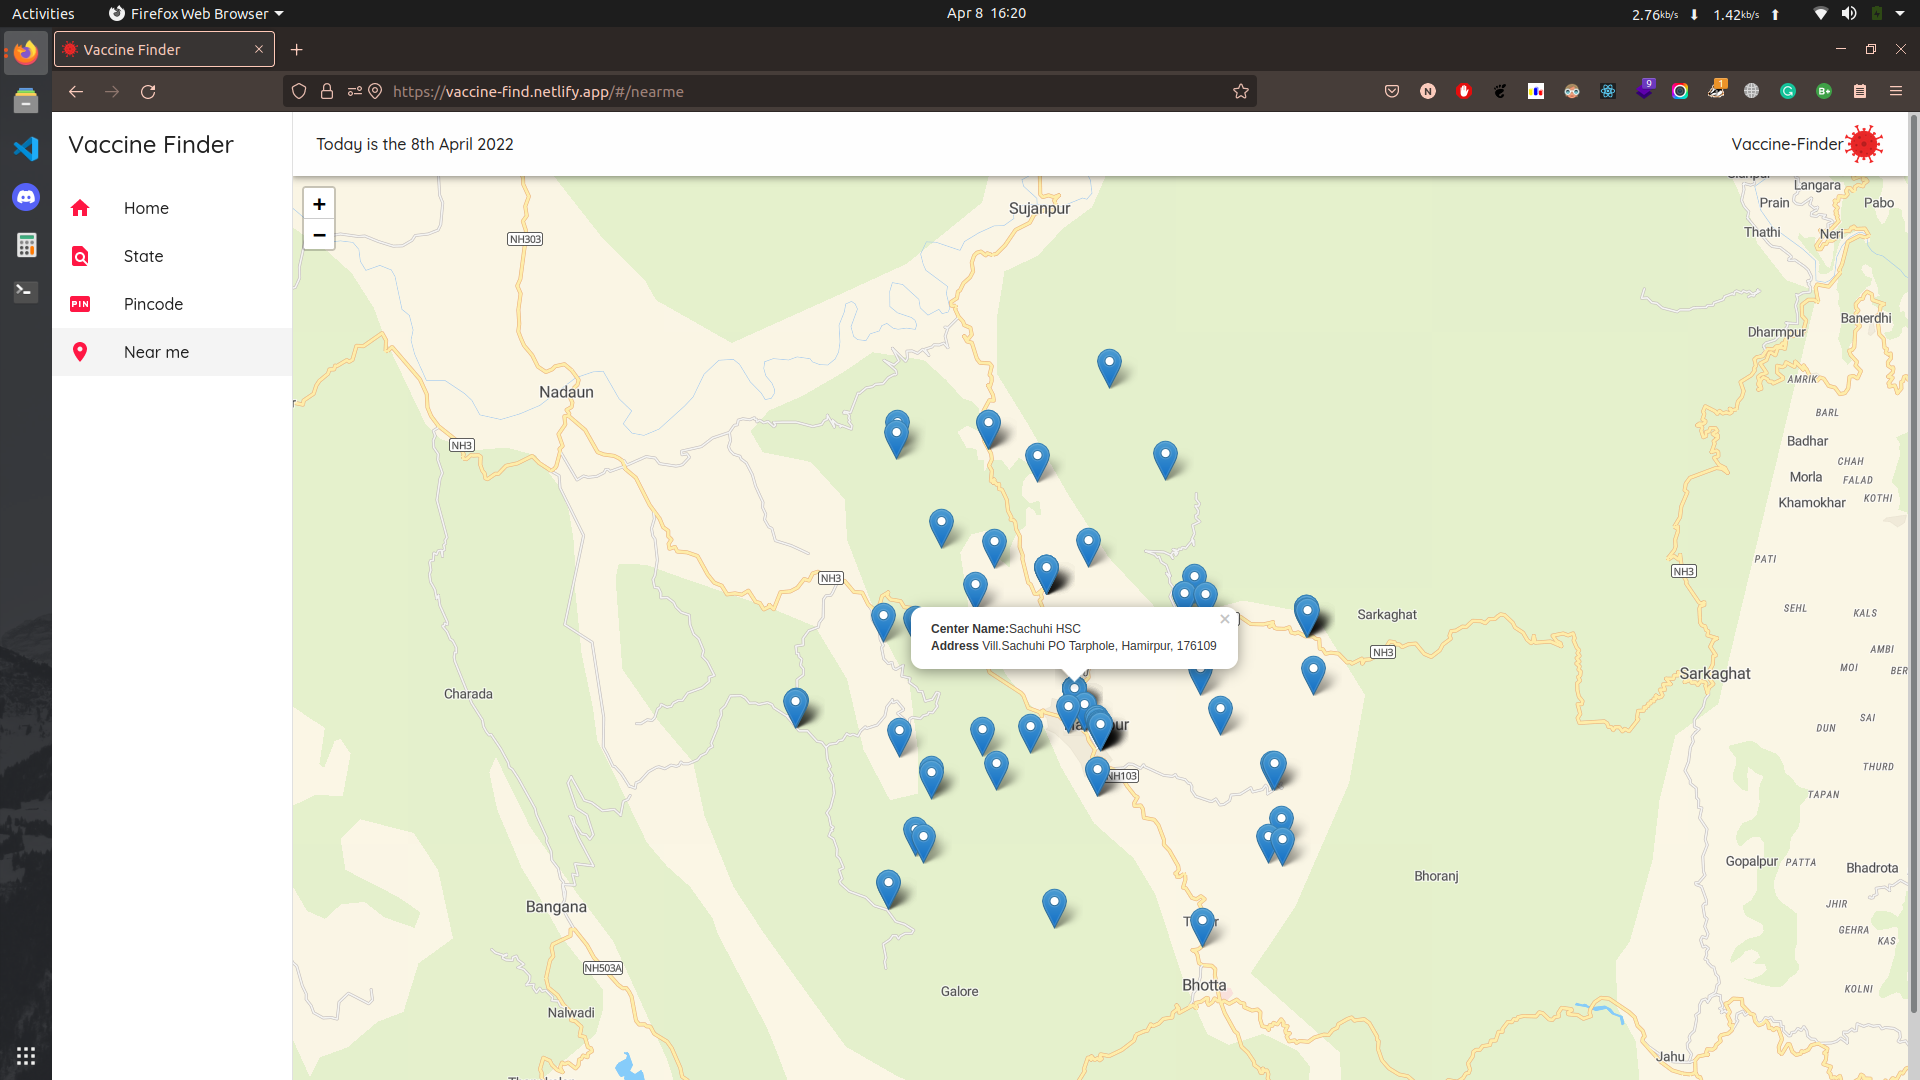 Activities
Firefox Web Browser
Apr 8 16:20
2.76kb/s
1.42kb/s
Vaccine Finder
https://vaccine-find.netlify.app/#/nearme
N
9
1
B+
Vaccine Finder
Home
State
PIN Pincode
Near me
Today is the 8th April 2022
Vaccine-Finder
+
−
Sujanpur
NH303
Langara
Prain
Pabo
Thathi
Neri
Banerdhi
Dharmpur
AMRIK
Nadaun
BARL
NH3
Badhar
CHAH
Morla
FALAD
Khamokhar
KOTHI
PATI
NH3
NH3
SEHL
KALS
Sarkaghat
Center Name:Sachuhi HSC
Address Vill.Sachuhi PO Tarphole, Hamirpur, 176109
NH3
AMBI
MOI
BER
Sarkaghat
Charada
SAI
DUN
THURD
NH103
TAPAN
Gopalpur
PATTA
Bhadrota
Bhoranj
JHIR
Bangana
GEHRA
KAS
NH503A
Bhotta
Galore
KOLNI
Nalwadi
Jahu